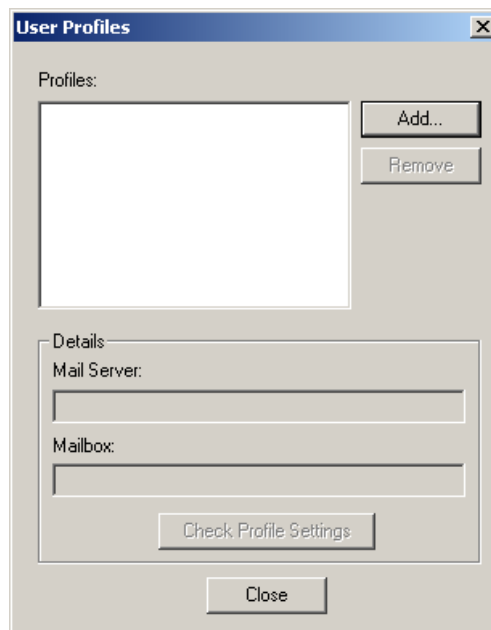 User Profiles
Profiles:
Add...
Remove
Details
Mail Server:
Mailbox:
Check Profile Settings
Close